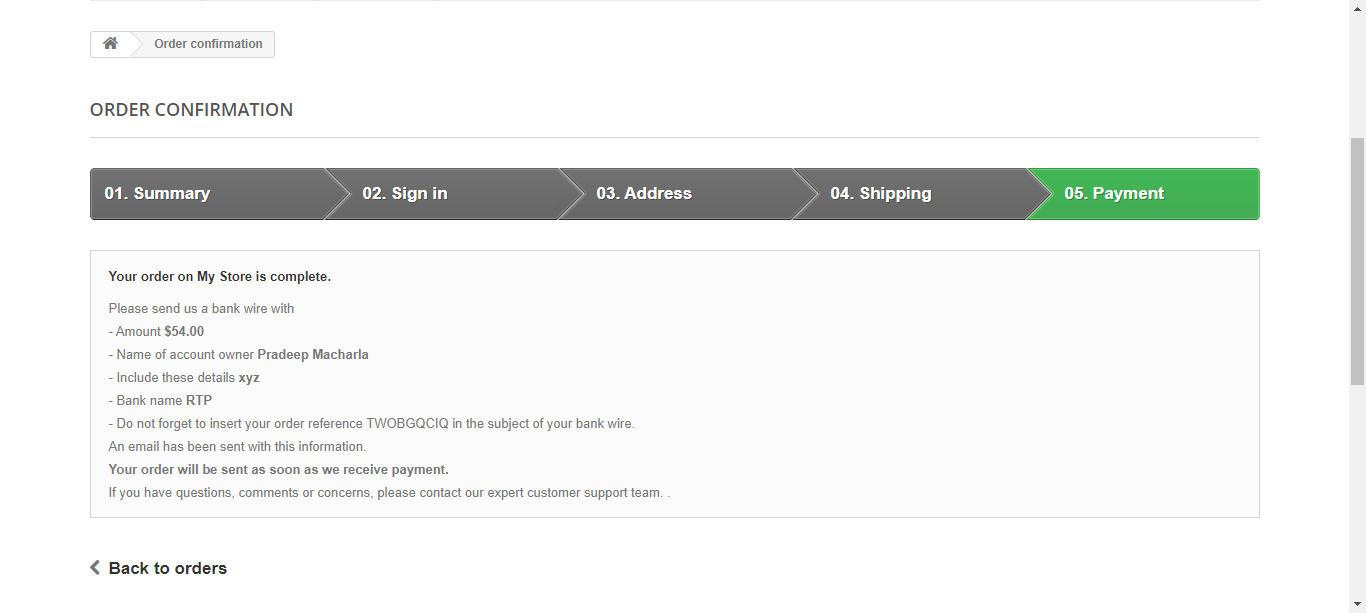 Order confirmation
ORDER CONFIRMATION
01. Summary 02. Sign in 03. Address 04. Shipping 05. Payment
Your order on My Store is complete.
Please send us a bank wire with
- Amount $54.00
- Name of account owner Pradeep Macharla
- Include these details xyz
- Bank name RTP
- Do not forget to insert your order reference TWOBGQCIQ in the subject of your bank wire.
An email has been sent with this information.
Your order will be sent as soon as we receive payment.
If you have questions, comments or concerns, please contact our expert customer support team. .
Back to orders